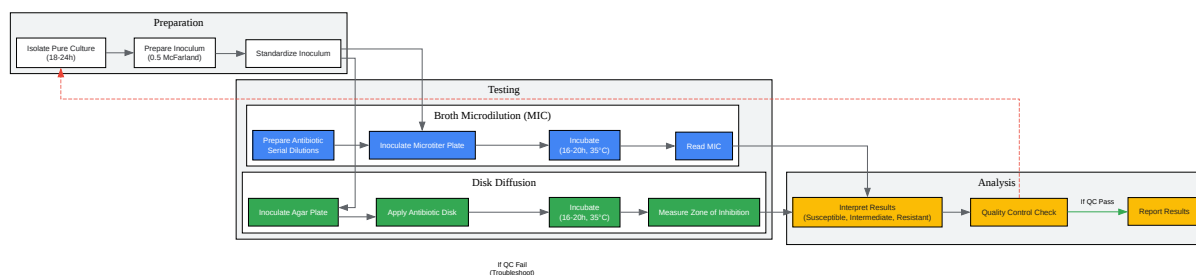 Preparation
Isolate Pure Culture
(18-24h)
Prepare Inoculum
(0.5 McFarland)
Standardize Inoculum
Testing
Broth Microdilution (MIC)
Prepare Antibiotic
Serial Dilutions
Inoculate Microtiter Plate
Incubate
(16-20h, 35°C)
Read MIC
Disk Diffusion
Inoculate Agar Plate
Apply Antibiotic Disk
Incubate
(16-20h, 35°C)
Measure Zone of Inhibition
Analysis
Interpret Results
(Susceptible, Intermediate, Resistant)
Quality Control Check
If QC Pass
Report Results
If QC Fail
(Troubleshoot)